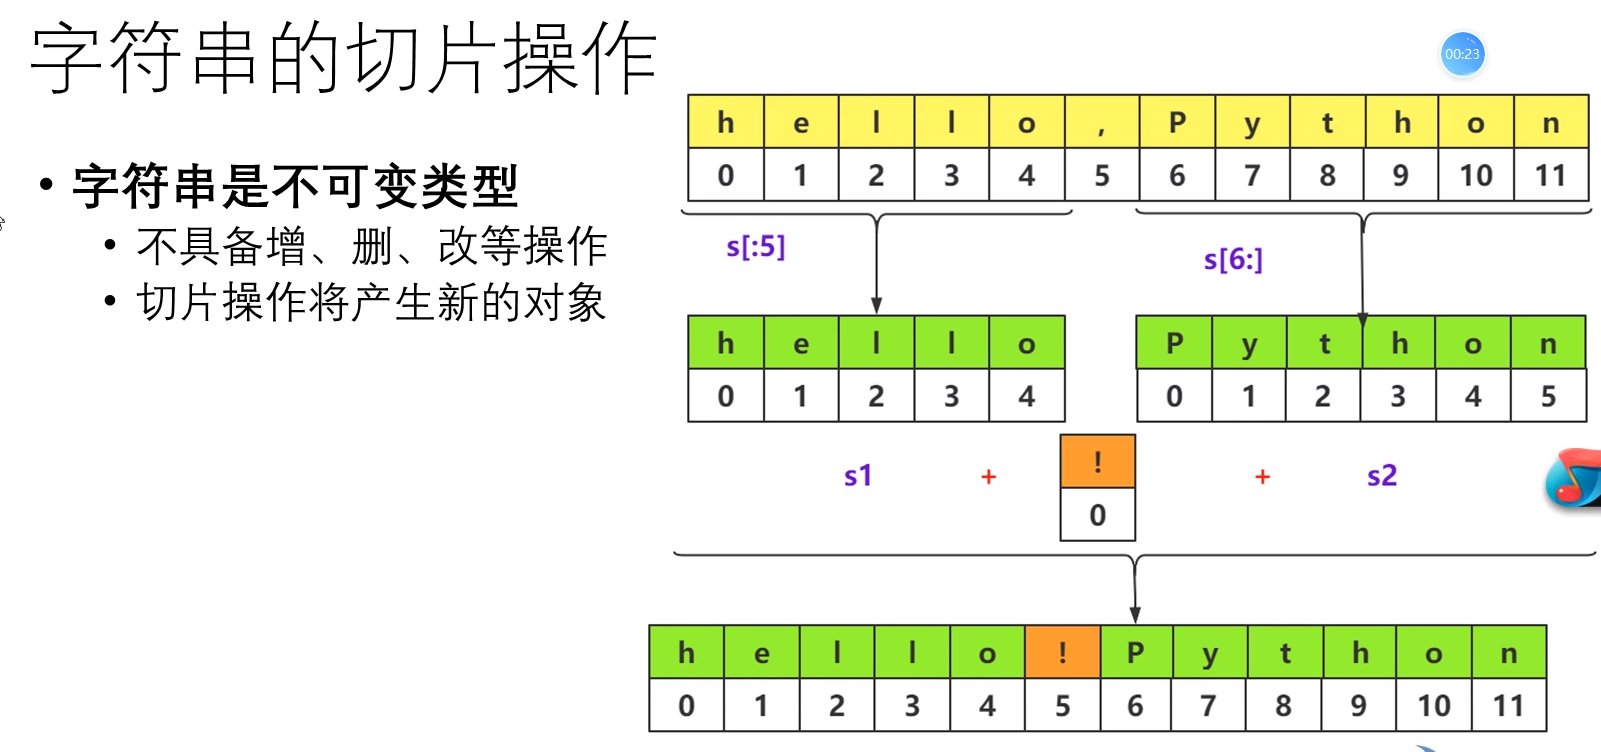 字符串的切片操作
00:23
h e l l o , P y t h o n
0 1 2 3 4 5 6 7 8 9 10 11
• 字符串是不可变类型
• 不具备增、删、改等操作
• 切片操作将产生新的对象
s[:5]
s[6:]
h e l l o
0 1 2 3 4
P y t h o n
0 1 2 3 4 5
s1 + ! + s2
0
h e l l o ! P y t h o n
0 1 2 3 4 5 6 7 8 9 10 11